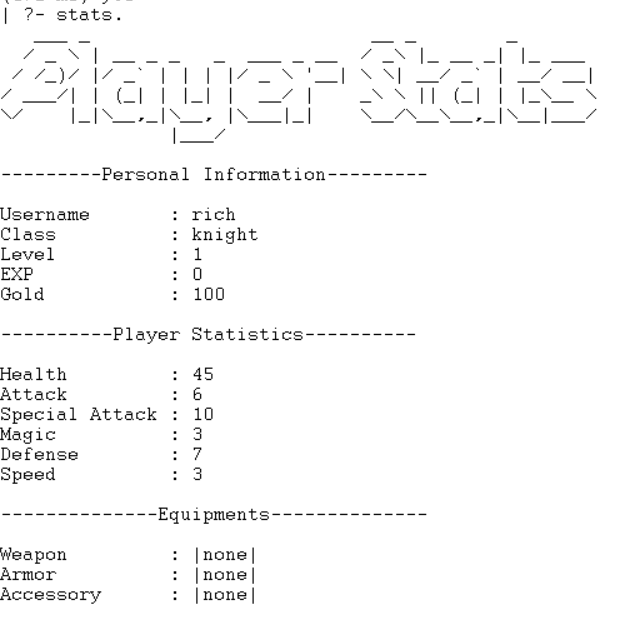 | ?- stats.
Player Stats
---------Personal Information---------
Username : rich
Class : knight
Level : 1
EXP : 0
Gold : 100
----------Player Statistics----------
Health : 45
Attack : 6
Special Attack : 10
Magic : 3
Defense : 7
Speed : 3
--------------Equipments--------------
Weapon : |none|
Armor : |none|
Accessory : |none|